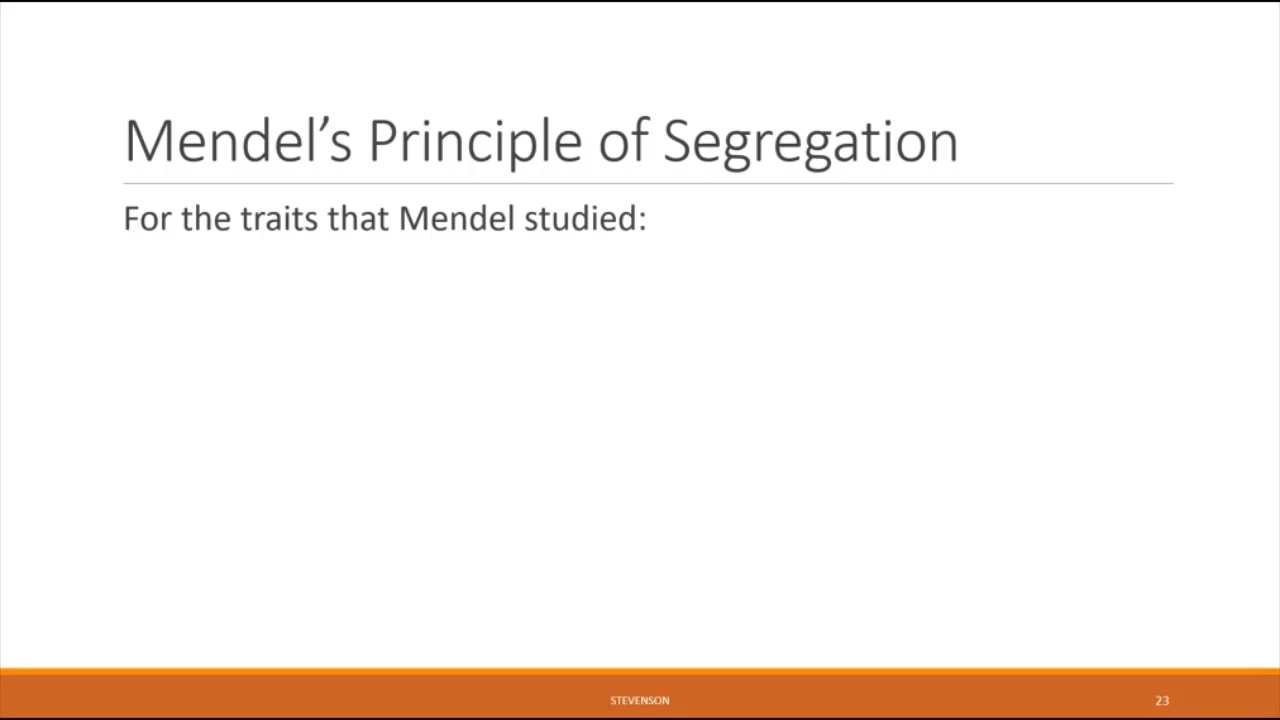 Mendel’s Principle of Segregation
For the traits that Mendel studied:
STEVENSON
23